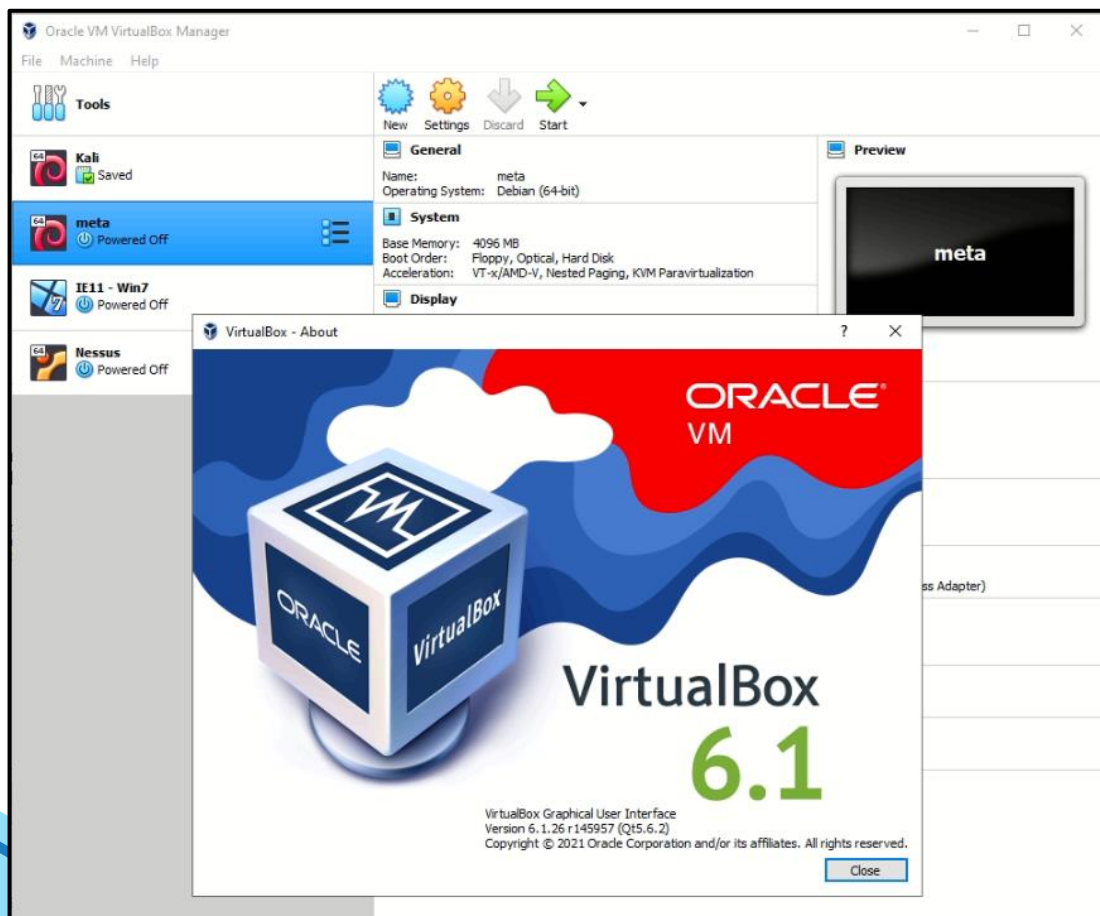 Oracle VM VirtualBox Manager
File Machine Help
Tools
New Settings Discard Start
64
Kali
Saved
64
meta
Powered Off
7
IE11 - Win7
Powered Off
64
Nessus
Powered Off
General
Name: meta
Operating System: Debian (64-bit)
System
Base Memory: 4096 MB
Boot Order: Floppy, Optical, Hard Disk
Acceleration: VT-x/AMD-V, Nested Paging, KVM Paravirtualization
Display
Preview
meta
ss Adapter)
VirtualBox - About
ORACLE®
VM
ORACLE
VirtualBox
VirtualBox
6.1
VirtualBox Graphical User Interface
Version 6.1.26 r145957 (Qt5.6.2)
Copyright © 2021 Oracle Corporation and/or its affiliates. All rights reserved.
Close